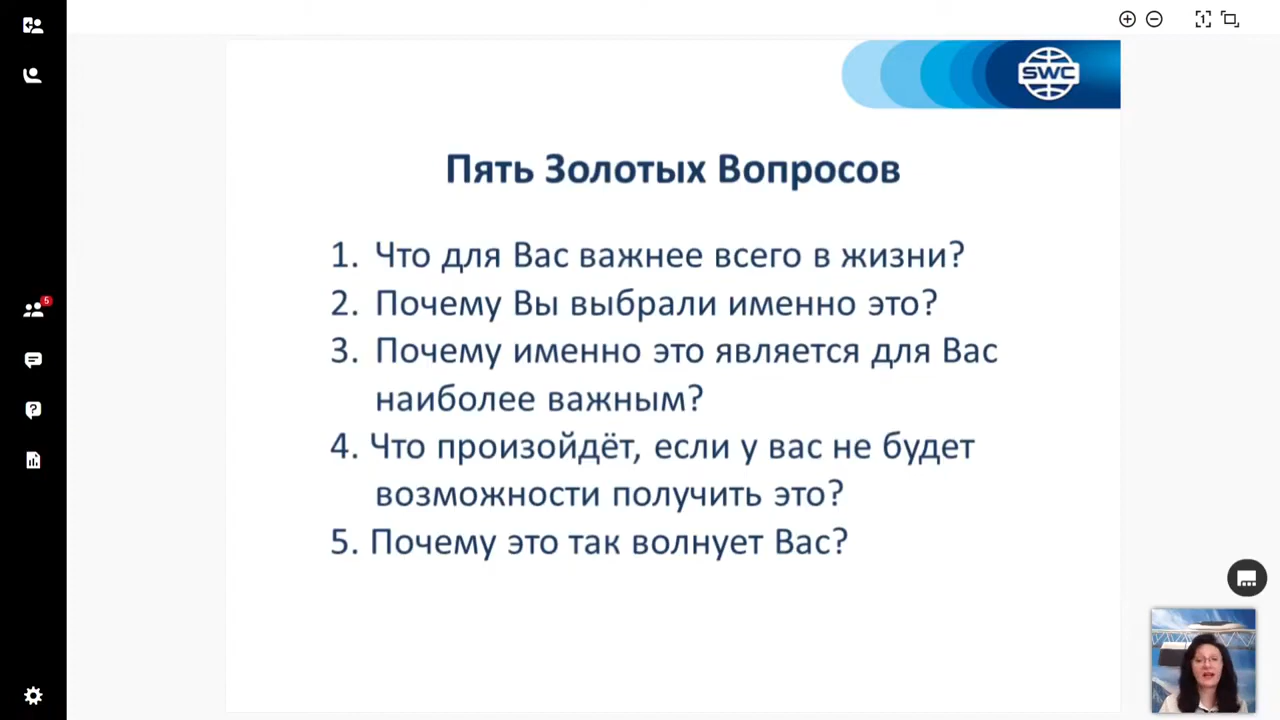 SWC
Пять Золотых Вопросов
1. Что для Вас важнее всего в жизни?
2. Почему Вы выбрали именно это?
3. Почему именно это является для Вас
наиболее важным?
4. Что произойдёт, если у вас не будет
возможности получить это?
5. Почему это так волнует Вас?
5
1